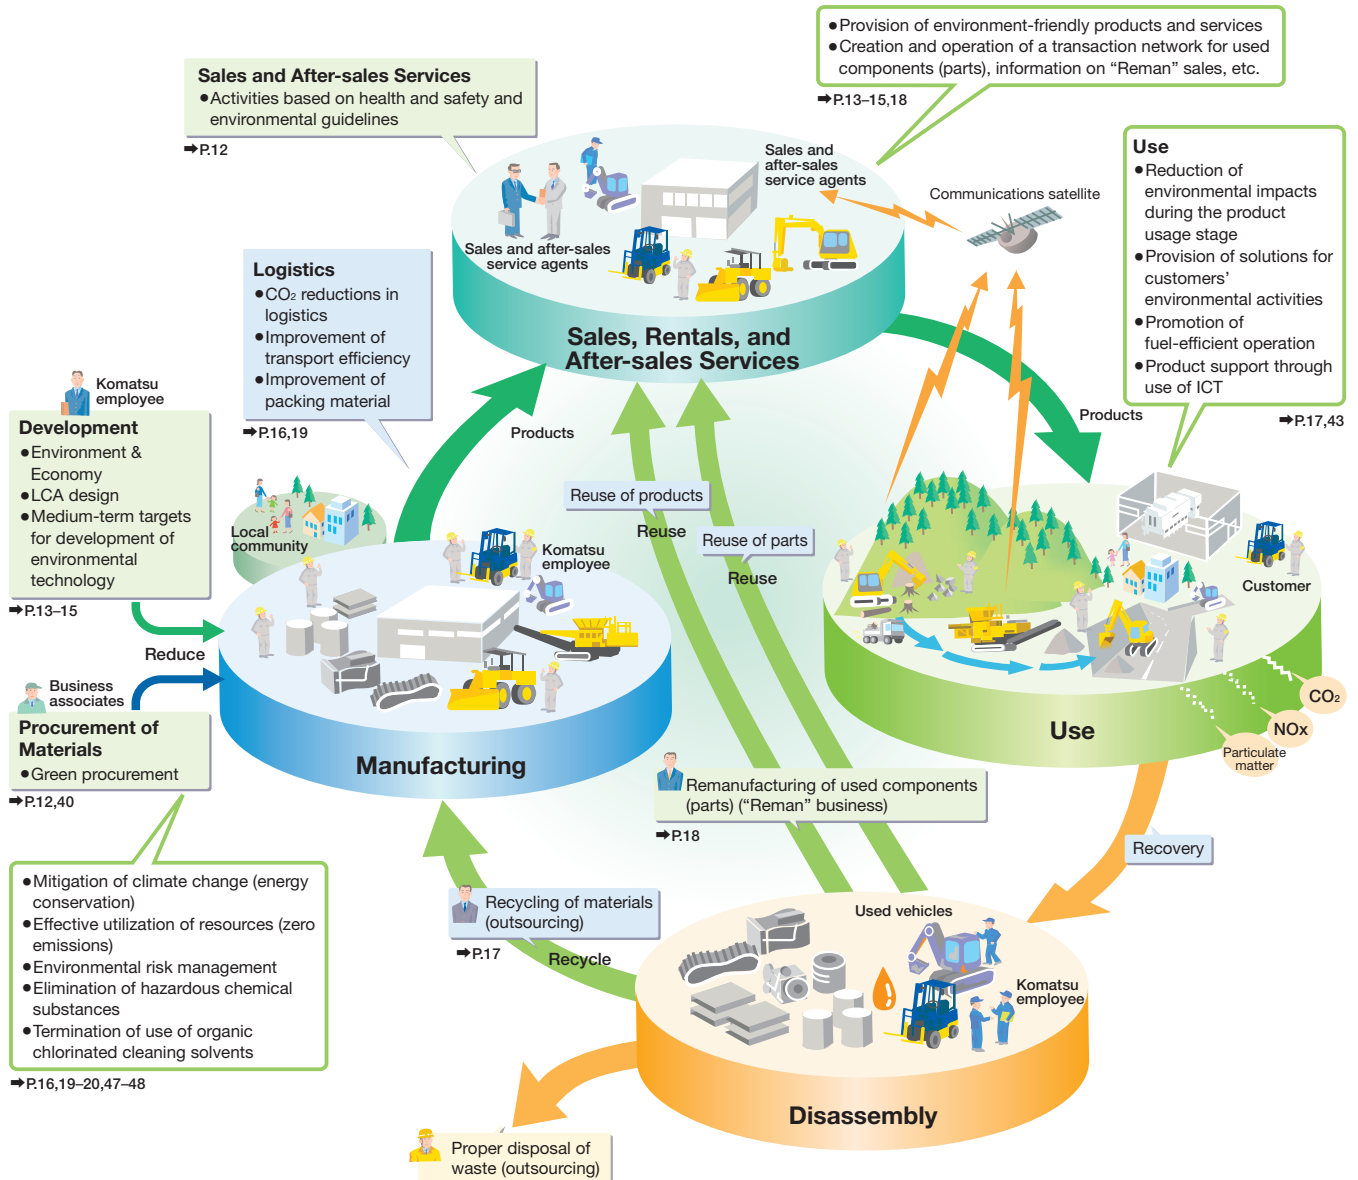 ●Provision of environment-friendly products and services
●Creation and operation of a transaction network for used
components (parts), information on “Reman” sales, etc.
➡P.13–15,18
Sales and After-sales Services
●Activities based on health and safety and
environmental guidelines
➡P.12
Sales and
after-sales
service agents
Communications satellite
Sales and after-sales
service agents
Sales, Rentals, and
After-sales Services
Use
●Reduction of
environmental impacts
during the product
usage stage
●Provision of solutions for
customers’
environmental activities
●Promotion of
fuel-efficient operation
●Product support through
use of ICT
➡P.17,43
Logistics
●CO₂ reductions in
logistics
●Improvement of
transport efficiency
●Improvement of
packing material
➡P.16,19
Products
Products
Komatsu
employee
Development
●Environment &
Economy
●LCA design
●Medium-term targets
for development of
environmental
technology
➡P.13–15
Reduce
Local
community
Komatsu
employee
Reuse of products
Reuse
Reuse of parts
Reuse
Customer
Business
associates
Procurement of
Materials
●Green procurement
➡P.12,40
Manufacturing
Use
CO₂
NOx
Particulate
matter
Remanufacturing of used components
(parts) (“Reman” business)
➡P.18
Recovery
●Mitigation of climate change (energy
conservation)
●Effective utilization of resources (zero
emissions)
●Environmental risk management
●Elimination of hazardous chemical
substances
●Termination of use of organic
chlorinated cleaning solvents
➡P.16,19–20,47–48
Recycling of materials
(outsourcing)
➡P.17
Recycle
Used vehicles
Komatsu
employee
Disassembly
Proper disposal of
waste (outsourcing)